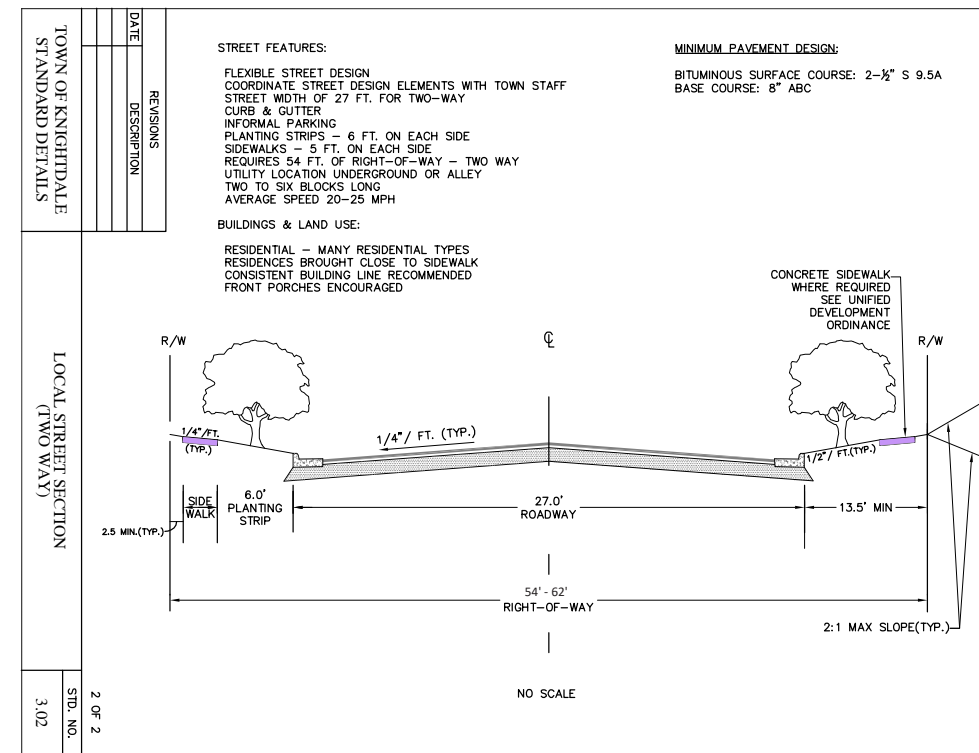 STREET FEATURES:
FLEXIBLE STREET DESIGN
COORDINATE STREET DESIGN ELEMENTS WITH TOWN STAFF
STREET WIDTH OF 27 FT. FOR TWO-WAY
CURB & GUTTER
INFORMAL PARKING
PLANTING STRIPS - 6 FT. ON EACH SIDE
SIDEWALKS - 5 FT. ON EACH SIDE
REQUIRES 54 FT. OF RIGHT-OF-WAY - TWO WAY
UTILITY LOCATION UNDERGROUND OR ALLEY
TWO TO SIX BLOCKS LONG
AVERAGE SPEED 20-25 MPH
BUILDINGS & LAND USE:
RESIDENTIAL - MANY RESIDENTIAL TYPES
RESIDENCES BROUGHT CLOSE TO SIDEWALK
CONSISTENT BUILDING LINE RECOMMENDED
FRONT PORCHES ENCOURAGED
MINIMUM PAVEMENT DESIGN:
BITUMINOUS SURFACE COURSE: 2-½" S 9.5A
BASE COURSE: 8" ABC
CONCRETE SIDEWALK
WHERE REQUIRED
SEE UNIFIED
DEVELOPMENT
ORDINANCE
R/W
℄
R/W
1/4"/FT.
(TYP.)
1/4"/ FT. (TYP.)
1/2"/ FT.(TYP.)
SIDE
WALK
6.0'
PLANTING
STRIP
27.0'
ROADWAY
13.5' MIN
2.5 MIN.(TYP.)
54' - 62'
RIGHT-OF-WAY
2:1 MAX SLOPE(TYP.)
NO SCALE
REVISIONS
DATE
DESCRIPTION
TOWN OF KNIGHTDALE
STANDARD DETAILS
LOCAL STREET SECTION
(TWO WAY)
2 OF 2
STD. NO.
3.02